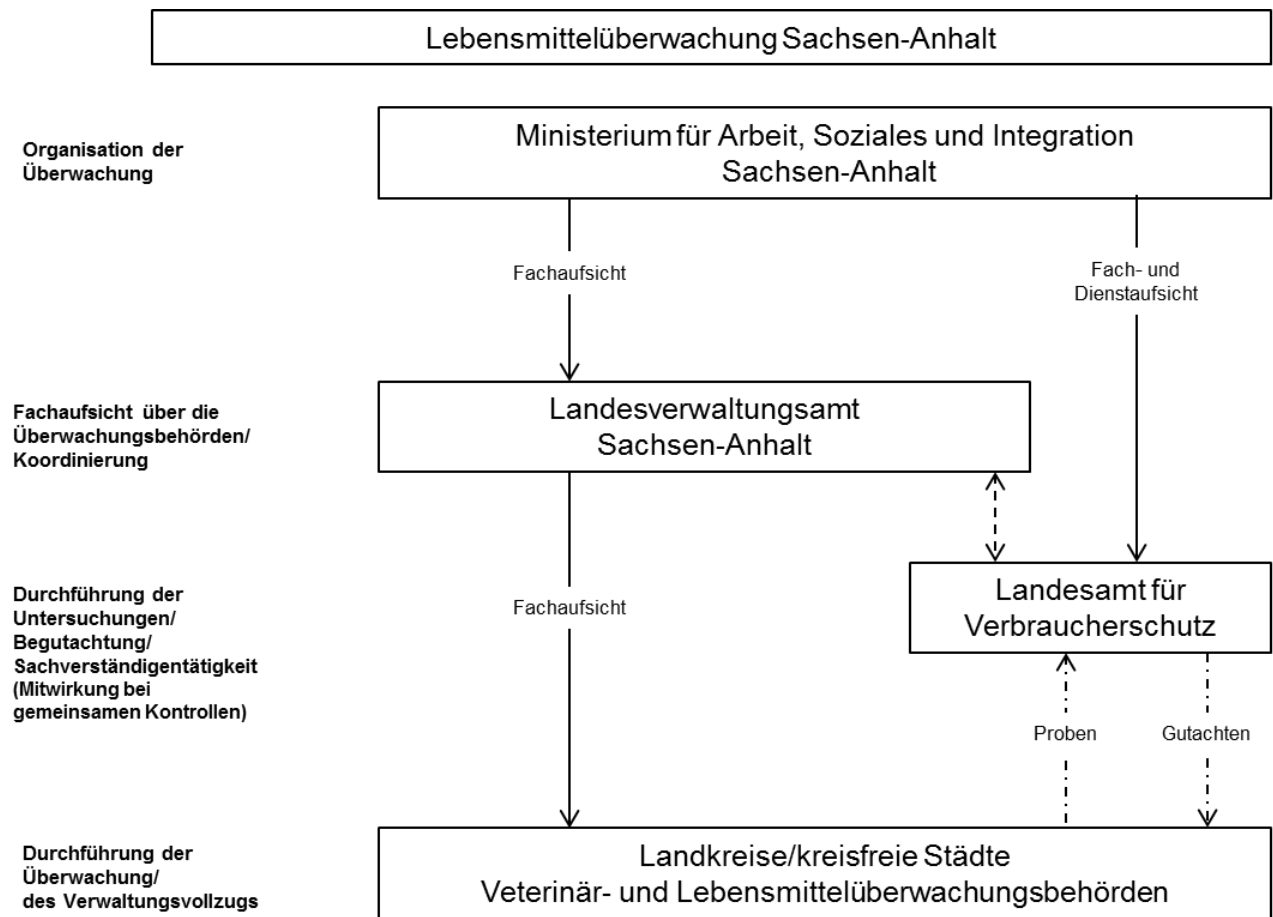 Lebensmittelüberwachung Sachsen-Anhalt
Organisation der
Überwachung
Ministerium für Arbeit, Soziales und Integration
Sachsen-Anhalt
Fachaufsicht
Fach- und
Dienstaufsicht
Fachaufsicht über die
Überwachungsbehörden/
Koordinierung
Landesverwaltungsamt
Sachsen-Anhalt
Durchführung der
Untersuchungen/
Begutachtung/
Sachverständigentätigkeit
(Mitwirkung bei
gemeinsamen Kontrollen)
Fachaufsicht
Landesamt für
Verbraucherschutz
Proben
Gutachten
Durchführung der
Überwachung/
des Verwaltungsvollzugs
Landkreise/kreisfreie Städte
Veterinär- und Lebensmittelüberwachungsbehörden